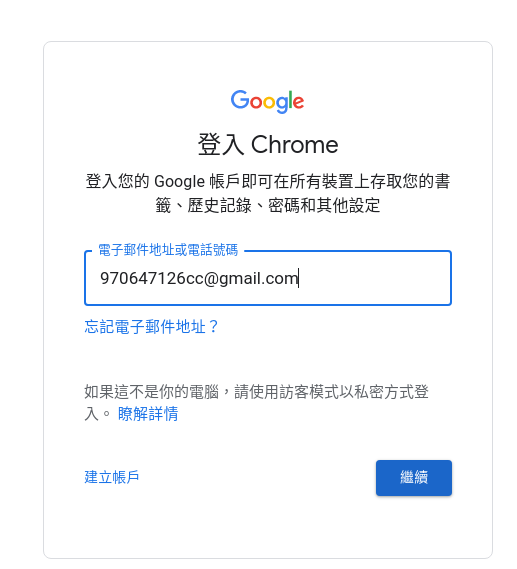 Google
登入 Chrome
登入您的 Google 帳戶即可在所有裝置上存取您的書
籤、歷史記錄、密碼和其他設定
電子郵件地址或電話號碼
970647126cc@gmail.com
忘記電子郵件地址？
如果這不是你的電腦，請使用訪客模式以私密方式登
入。 瞭解詳情
建立帳戶
繼續